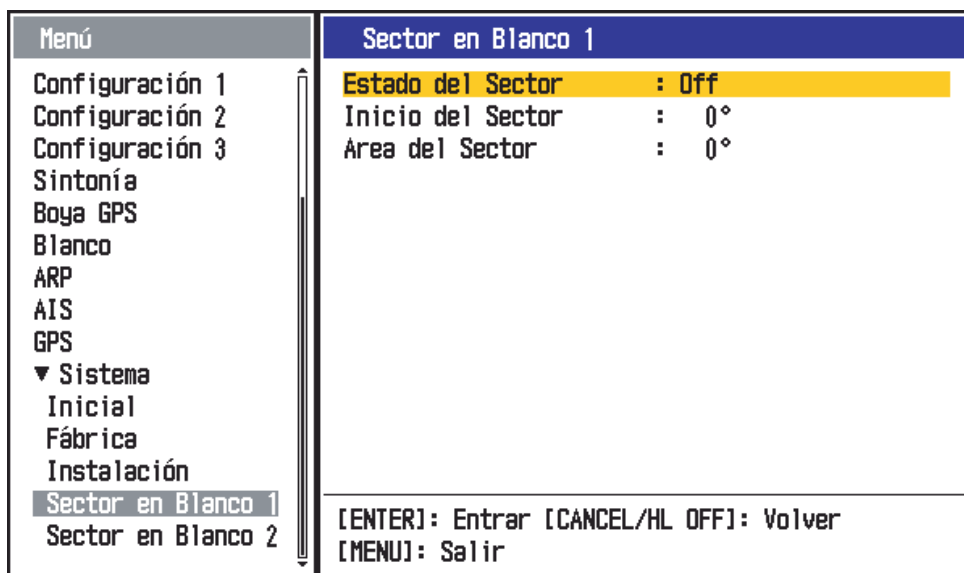 Menú
Configuración 1
Configuración 2
Configuración 3
Sintonía
Boya GPS
Blanco
ARP
AIS
GPS
▼ Sistema
Inicial
Fábrica
Instalación
Sector en Blanco 1
Sector en Blanco 2
Sector en Blanco 1
Estado del Sector : Off
Inicio del Sector : 0°
Area del Sector : 0°
[ENTER]: Entrar [CANCEL/HL OFF]: Volver
[MENU]: Salir